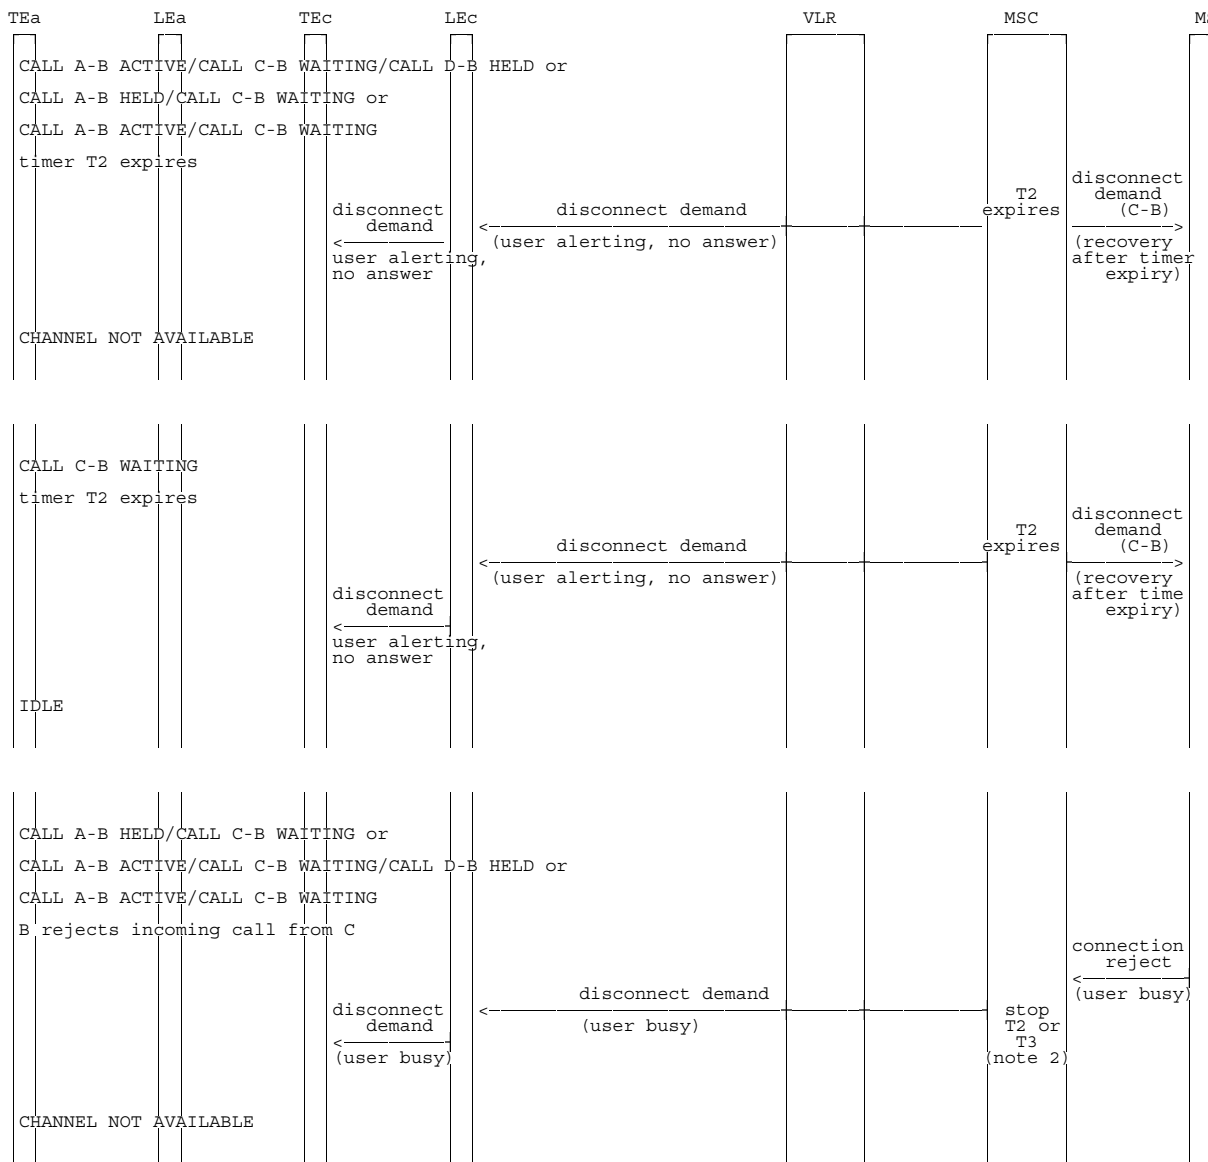 TEa LEa TEc LEc VLR MSC
CALL A-B ACTIVE/CALL C-B WAITING/CALL D-B HELD or
CALL A-B HELD/CALL C-B WAITING or
CALL A-B ACTIVE/CALL C-B WAITING
timer T2 expires
disconnect
demand
user alerting,
no answer
disconnect demand
(user alerting, no answer)
T2
expires
disconnect
demand
(C-B)
(recovery
after timer
expiry)
CHANNEL NOT AVAILABLE
CALL C-B WAITING
timer T2 expires
disconnect
demand
user alerting,
no answer
disconnect demand
(user alerting, no answer)
T2
expires
disconnect
demand
(C-B)
(recovery
after time
expiry)
IDLE
CALL A-B HELD/CALL C-B WAITING or
CALL A-B ACTIVE/CALL C-B WAITING/CALL D-B HELD or
CALL A-B ACTIVE/CALL C-B WAITING
B rejects incoming call from C
connection
reject
(user busy)
disconnect demand
(user busy)
stop
T2 or
T3
(note 2)
disconnect
demand
(user busy)
CHANNEL NOT AVAILABLE